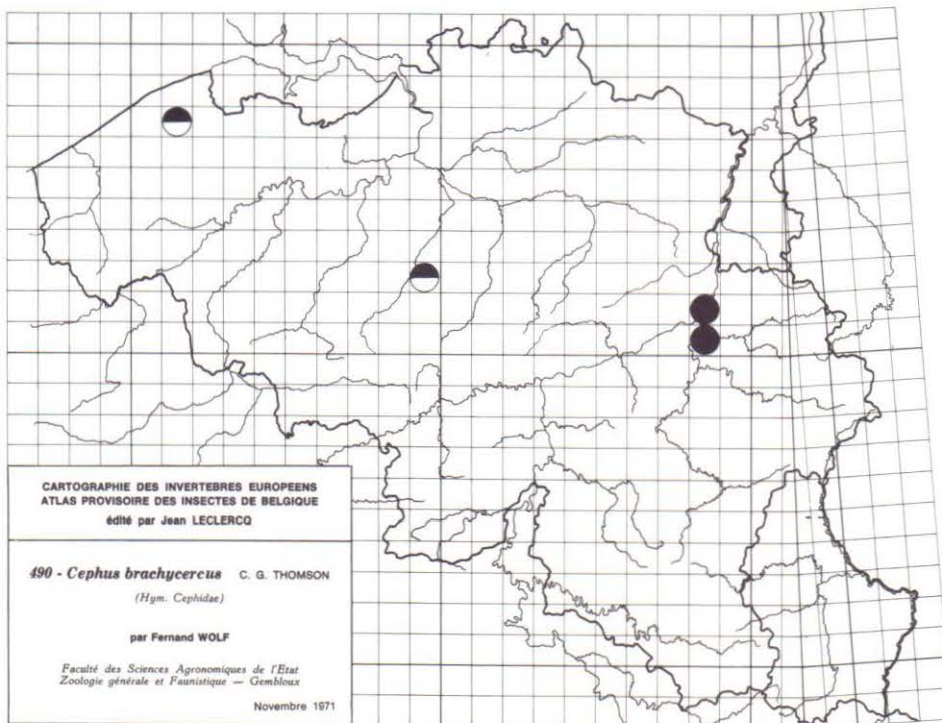 CARTOGRAPHIE DES INVERTEBRES EUROPEENS
ATLAS PROVISOIRE DES INSECTES DE BELGIQUE
édité par Jean LECLERCQ
490 - Cephus brachycercus C. G. THOMSON
(Hym. Cephidae)
par Fernand WOLF
Faculté des Sciences Agronomiques de l'Etat
Zoologie générale et Faunistique — Gembloux
Novembre 1971